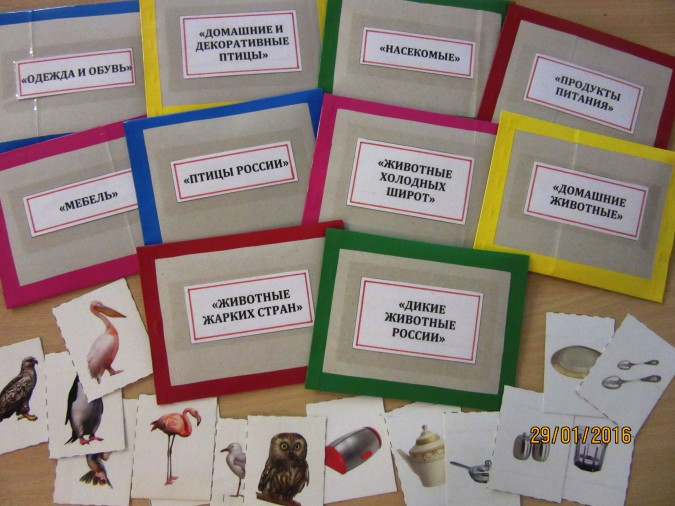 «ОДЕЖДА И ОБУВЬ»
«ДОМАШНИЕ И
ДЕКОРАТИВНЫЕ
ПТИЦЫ»
«НАСЕКОМЫЕ»
«ПРОДУКТЫ
ПИТАНИЯ»
«МЕБЕЛЬ»
«ПТИЦЫ РОССИИ»
«ЖИВОТНЫЕ
ХОЛОДНЫХ
ШИРОТ»
«ДОМАШНИЕ
ЖИВОТНЫЕ»
«ЖИВОТНЫЕ
ЖАРКИХ СТРАН»
«ДИКИЕ
ЖИВОТНЫЕ
РОССИИ»
29/01/2016